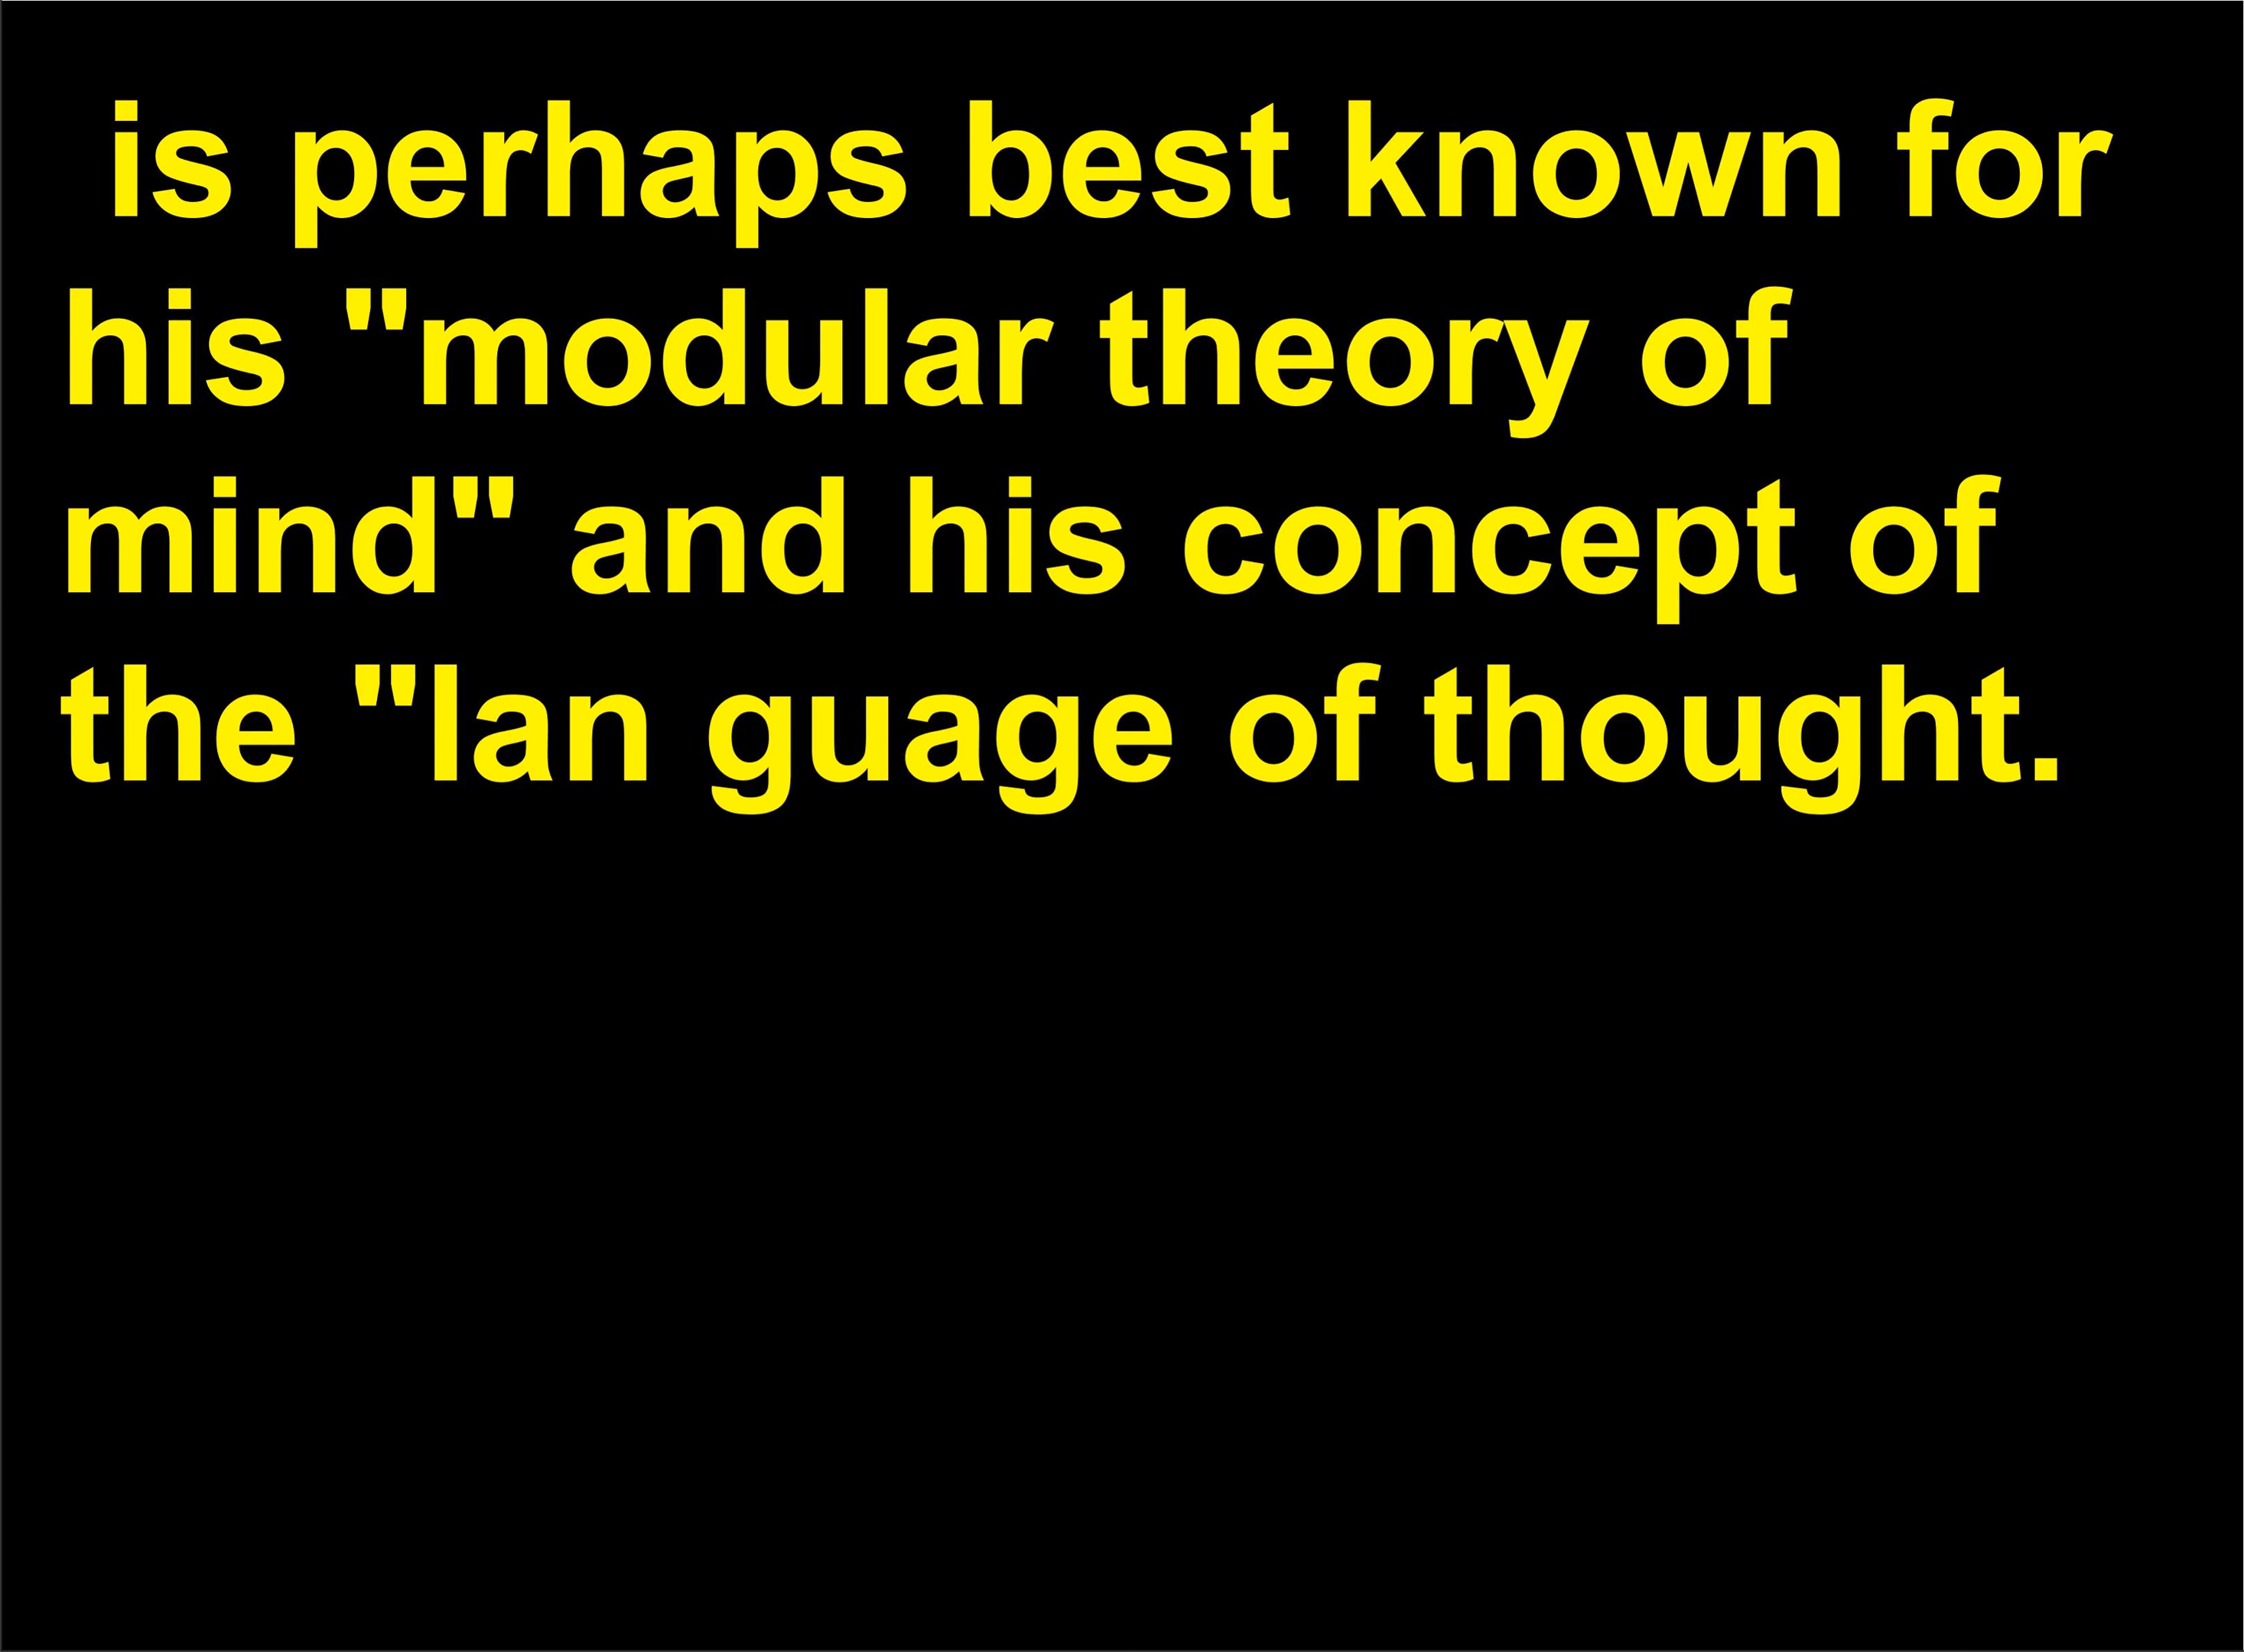 is perhaps best known for
his "modular theory of
mind" and his concept of
the "lan guage of thought.